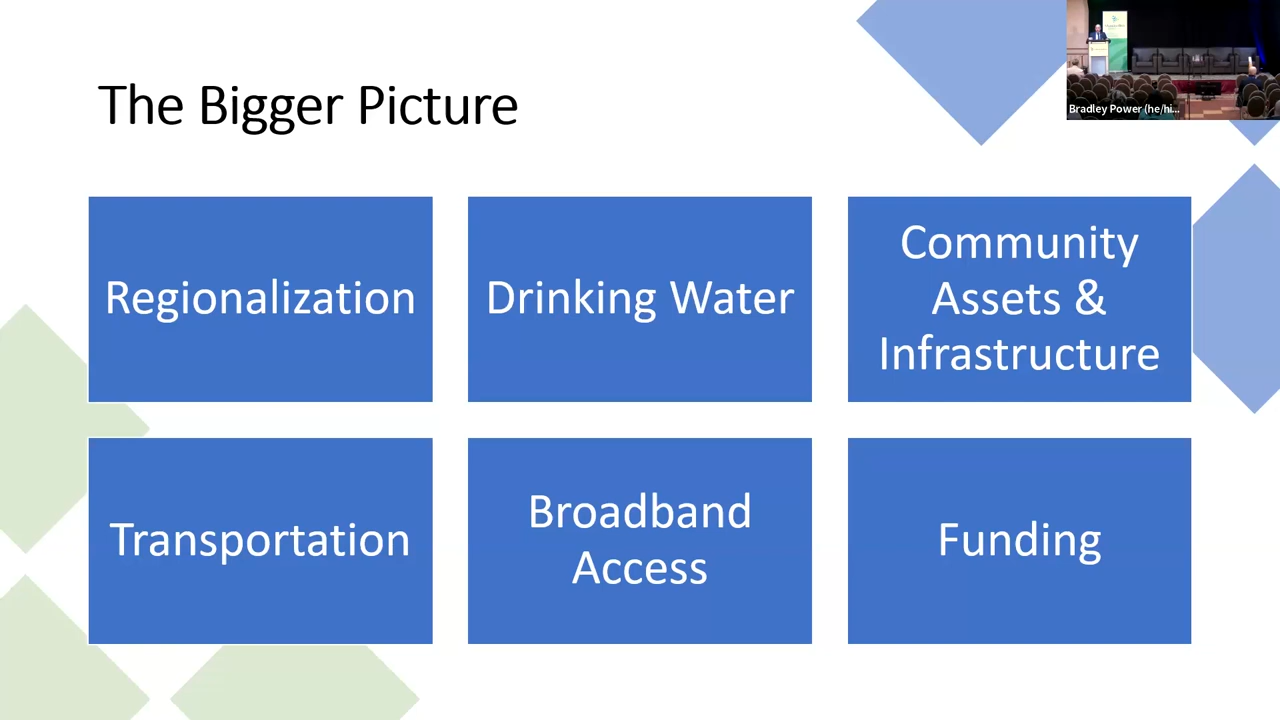 The Bigger Picture
Bradley Power (he/hi...
Regionalization
Drinking Water
Community
Assets &
Infrastructure
Transportation
Broadband
Access
Funding